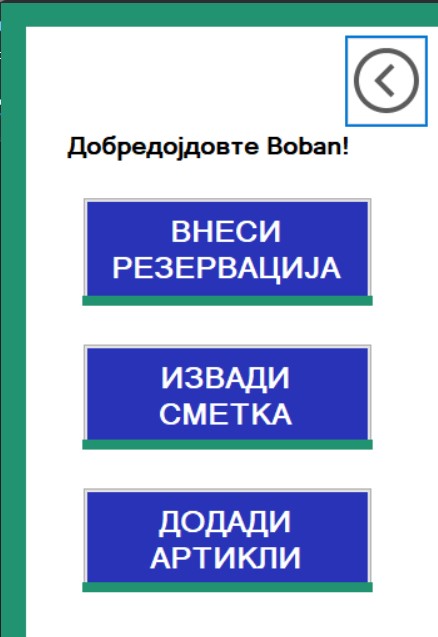 Добредојдовте Boban!
ВНЕСИ
РЕЗЕРВАЦИЈА
ИЗВАДИ
СМЕТКА
ДОДАДИ
АРТИКЛИ